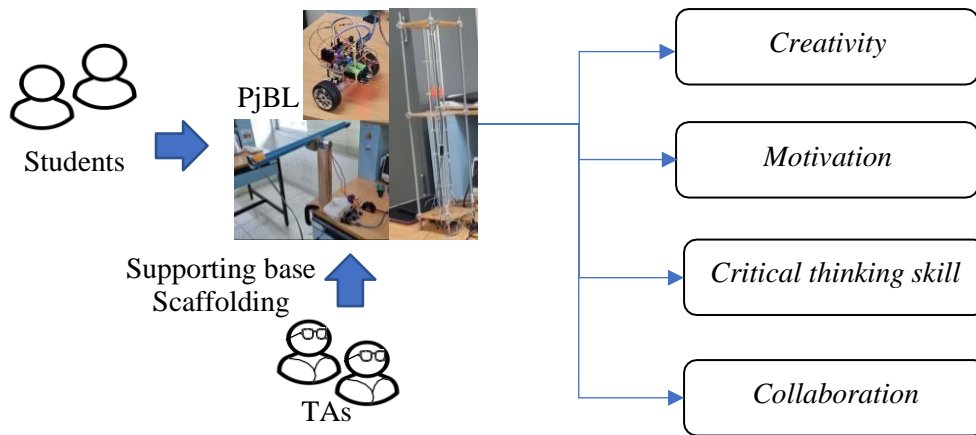 PjBL
Students
Supporting base
Scaffolding
TAs
Creativity
Motivation
Critical thinking skill
Collaboration